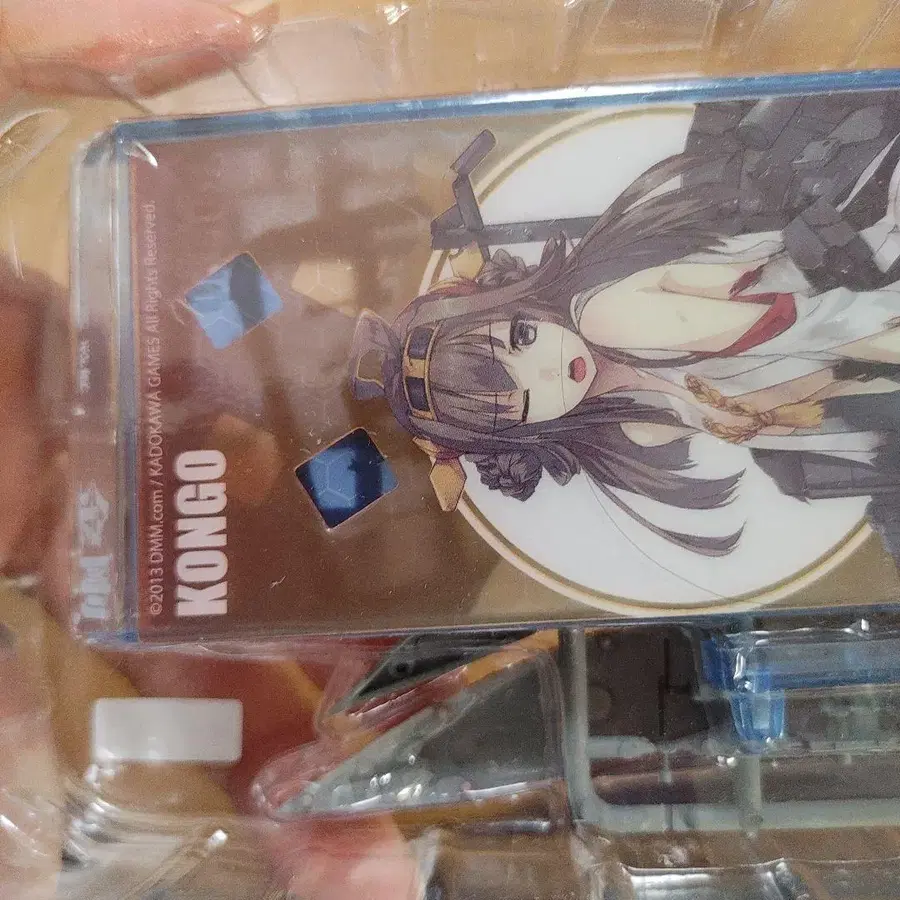 ©2013 DMM.com / KADOKAWA GAMES All Rights Reserved.
KONGO